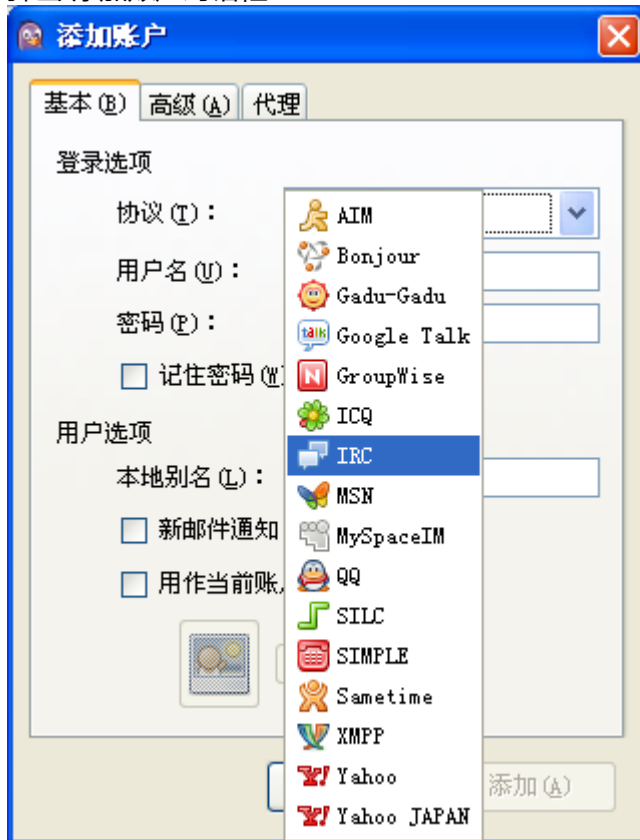 添加账户
基本(B) 高级(A) 代理
登录选项
协议(T)：
用户名(U)：
密码(P)：
记住密码(W)
用户选项
本地别名(L)：
新邮件通知
用作当前账
AIM
Bonjour
Gadu-Gadu
talk Google Talk
N GroupWise
ICQ
IRC
MSN
MySpaceIM
QQ
SILC
SIMPLE
Sametime
XMPP
Y! Yahoo
Y! Yahoo JAPAN
添加(A)